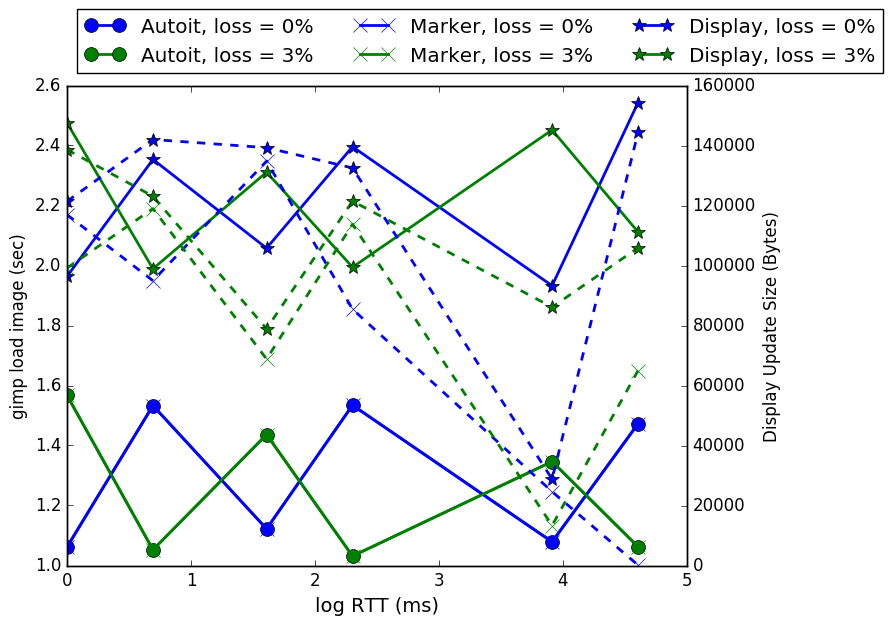 Autoit, loss = 0% Marker, loss = 0% Display, loss = 0%
Autoit, loss = 3% Marker, loss = 3% Display, loss = 3%
2.6 160000
2.4 140000
2.2 120000
2.0 100000
1.8 80000
1.6 60000
1.4 40000
1.2 20000
1.0 0
gimp load image (sec)
Display Update Size (Bytes)
0 1 2 3 4 5
log RTT (ms)